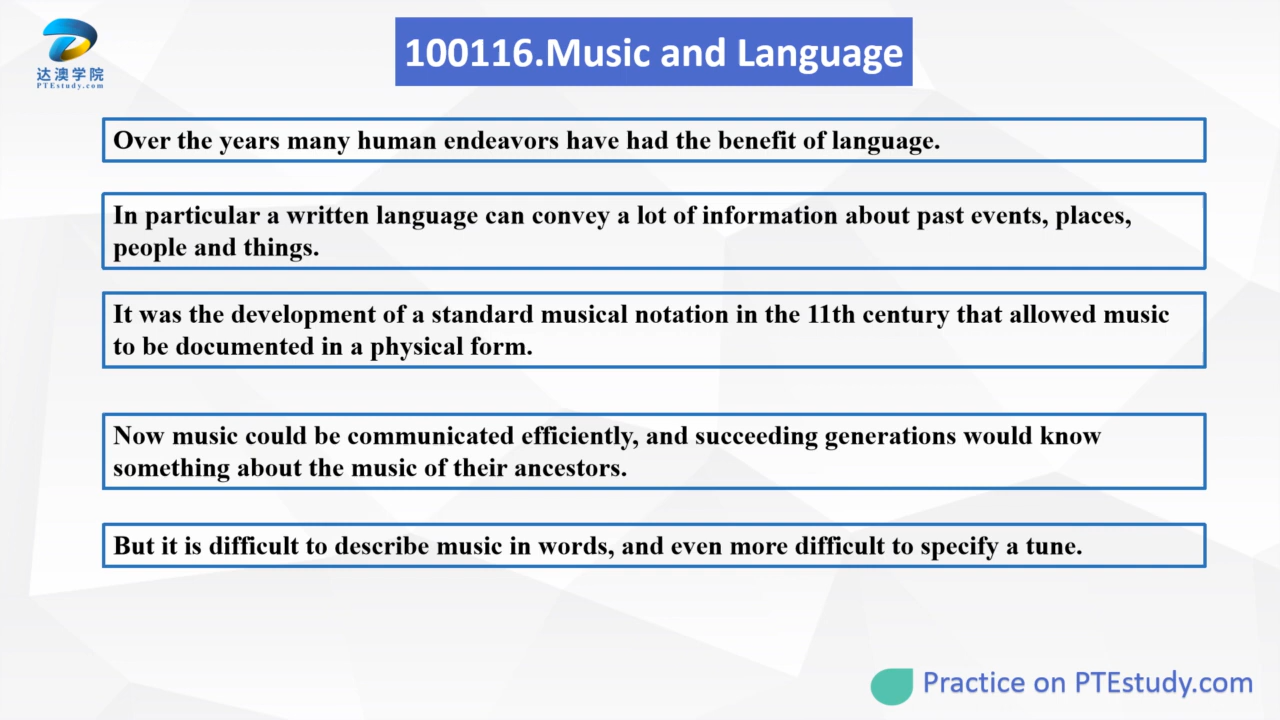 达澳学院
PTEstudy.com
100116.Music and Language
Over the years many human endeavors have had the benefit of language.
In particular a written language can convey a lot of information about past events, places,
people and things.
It was the development of a standard musical notation in the 11th century that allowed music
to be documented in a physical form.
Now music could be communicated efficiently, and succeeding generations would know
something about the music of their ancestors.
But it is difficult to describe music in words, and even more difficult to specify a tune.
Practice on PTEstudy.com